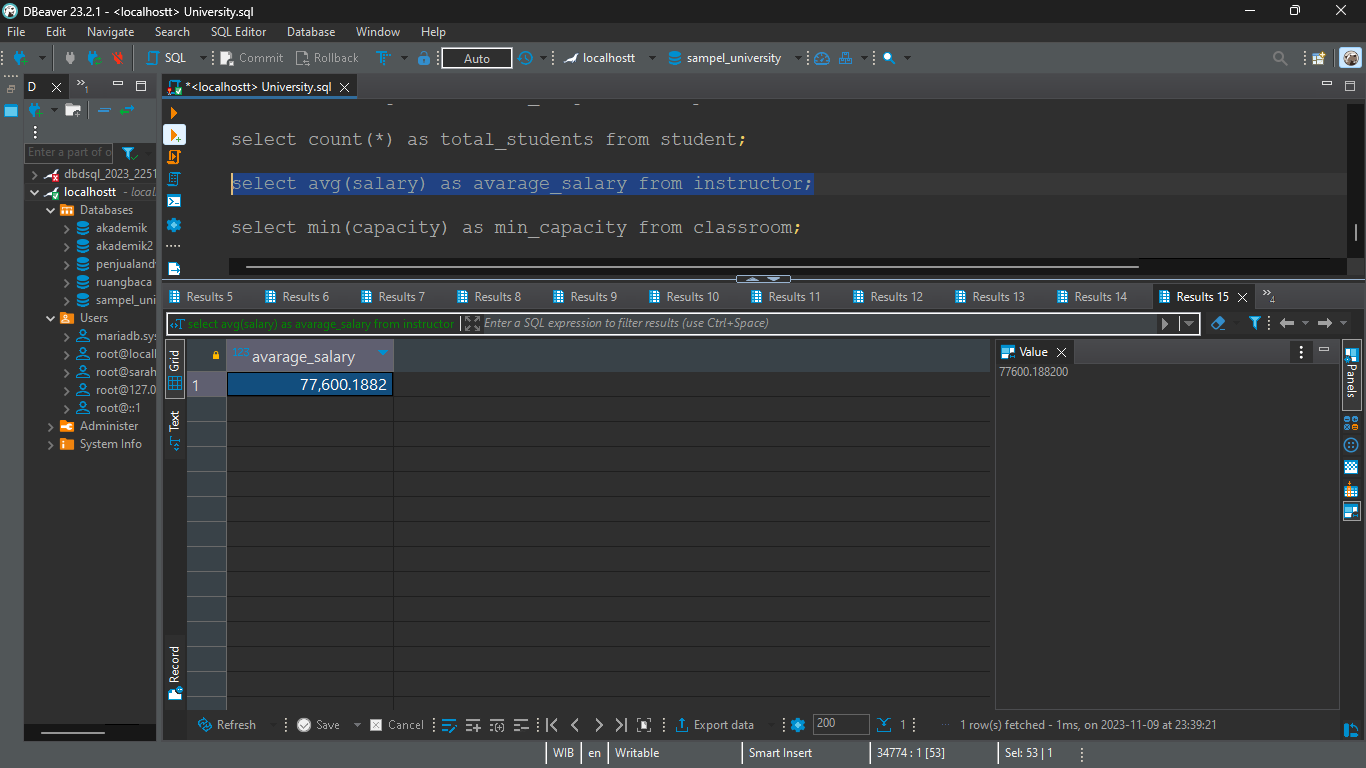 DBeaver 23.2.1 - <localhostt> University.sql
File Edit Navigate Search SQL Editor Database Window Help
SQL Commit Rollback Auto localhostt sampel_university
D
*<localhostt> University.sql
Enter a part of o
dbdsql_2023_2251
localhostt - local
Databases
akademik
akademik2
penjualand
ruangbaca
sampel_uni
Users
mariadb.sys
root@locall
root@sarah
root@127.0
root@::1
Administer
System Info
select count(*) as total_students from student;
select avg(salary) as avarage_salary from instructor;
select min(capacity) as min_capacity from classroom;
Results 5 Results 6 Results 7 Results 8 Results 9 Results 10 Results 11 Results 12 Results 13 Results 14 Results 15 4
select avg(salary) as avarage_salary from instructor Enter a SQL expression to filter results (use Ctrl+Space)
Grid
Text
Record
123 avarage_salary
1 77,600.1882
Value
77600.188200
Panels
Refresh Save Cancel Export data 200 1 1 row(s) fetched - 1ms, on 2023-11-09 at 23:39:21
WIB en Writable Smart Insert 34774 : 1 [53] Sel: 53 | 1